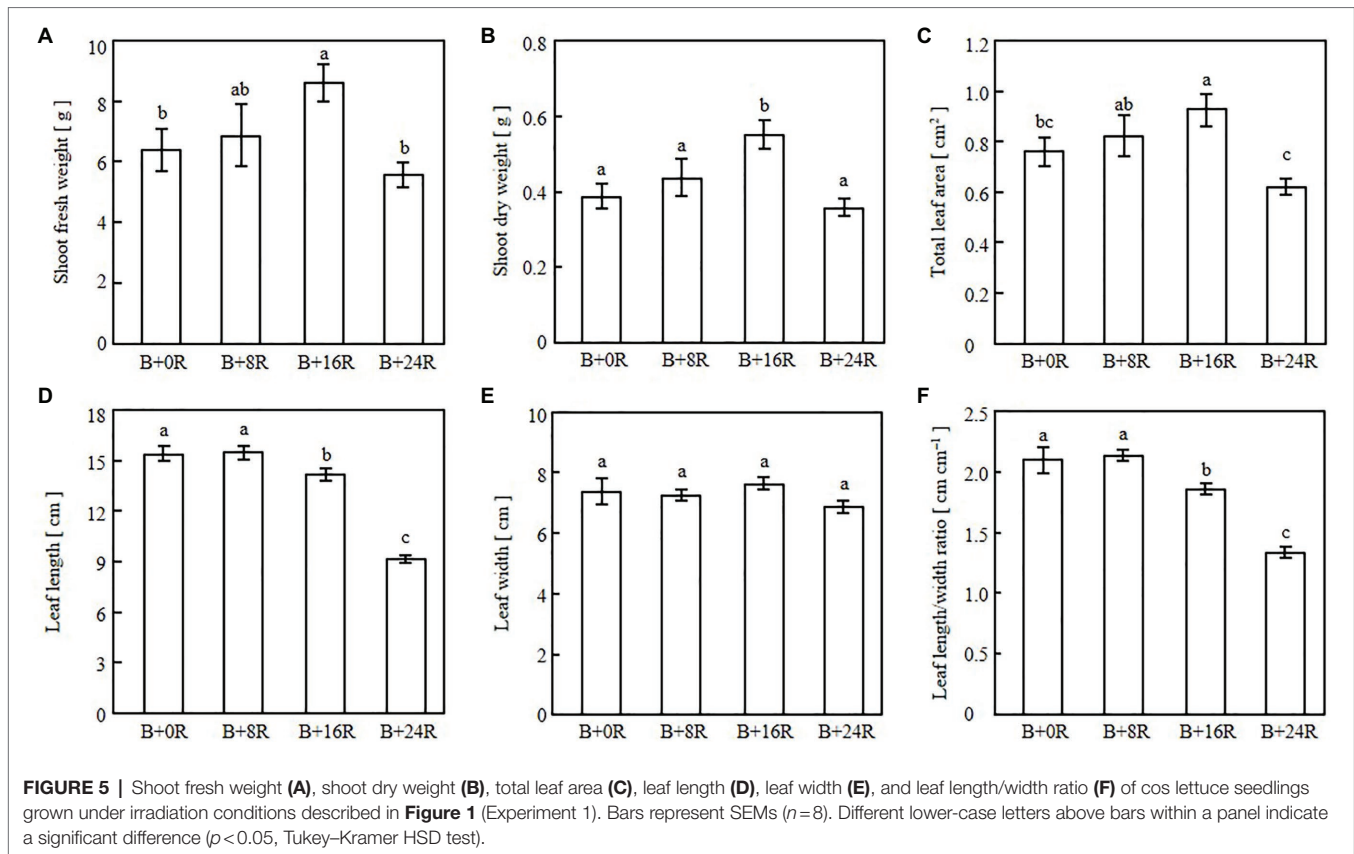 A
Shoot fresh weight [ g ]
10
8
6
4
2
0
b
ab
a
b
B+0R B+8R B+16R B+24R
B
Shoot dry weight [ g ]
0.8
0.6
0.4
0.2
0
a
a
b
a
B+0R B+8R B+16R B+24R
C
Total leaf area [ cm² ]
1.2
1.0
0.8
0.6
0.4
0.2
0
bc
ab
a
c
B+0R B+8R B+16R B+24R
D
Leaf length [ cm ]
18
15
12
9
6
3
0
a
a
b
c
B+0R B+8R B+16R B+24R
E
Leaf width [ cm ]
10
8
6
4
2
0
a
a
a
a
B+0R B+8R B+16R B+24R
F
Leaf length/width ratio [ cm cm⁻¹ ]
2.5
2.0
1.5
1.0
0.5
0
a
a
b
c
B+0R B+8R B+16R B+24R
FIGURE 5 | Shoot fresh weight (A), shoot dry weight (B), total leaf area (C), leaf length (D), leaf width (E), and leaf length/width ratio (F) of cos lettuce seedlings
grown under irradiation conditions described in Figure 1 (Experiment 1). Bars represent SEMs (n=8). Different lower-case letters above bars within a panel indicate
a significant difference (p<0.05, Tukey–Kramer HSD test).